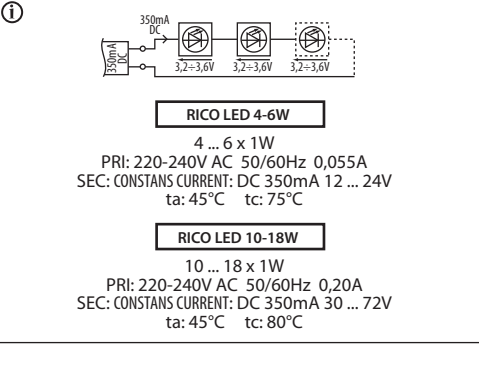 i
350mA
DC
350mA
DC
3,2÷3,6V 3,2÷3,6V 3,2÷3,6V
RICO LED 4-6W
4 ... 6 x 1W
PRI: 220-240V AC 50/60Hz 0,055A
SEC: CONSTANS CURRENT: DC 350mA 12 ... 24V
ta: 45°C tc: 75°C
RICO LED 10-18W
10 ... 18 x 1W
PRI: 220-240V AC 50/60Hz 0,20A
SEC: CONSTANS CURRENT: DC 350mA 30 ... 72V
ta: 45°C tc: 80°C